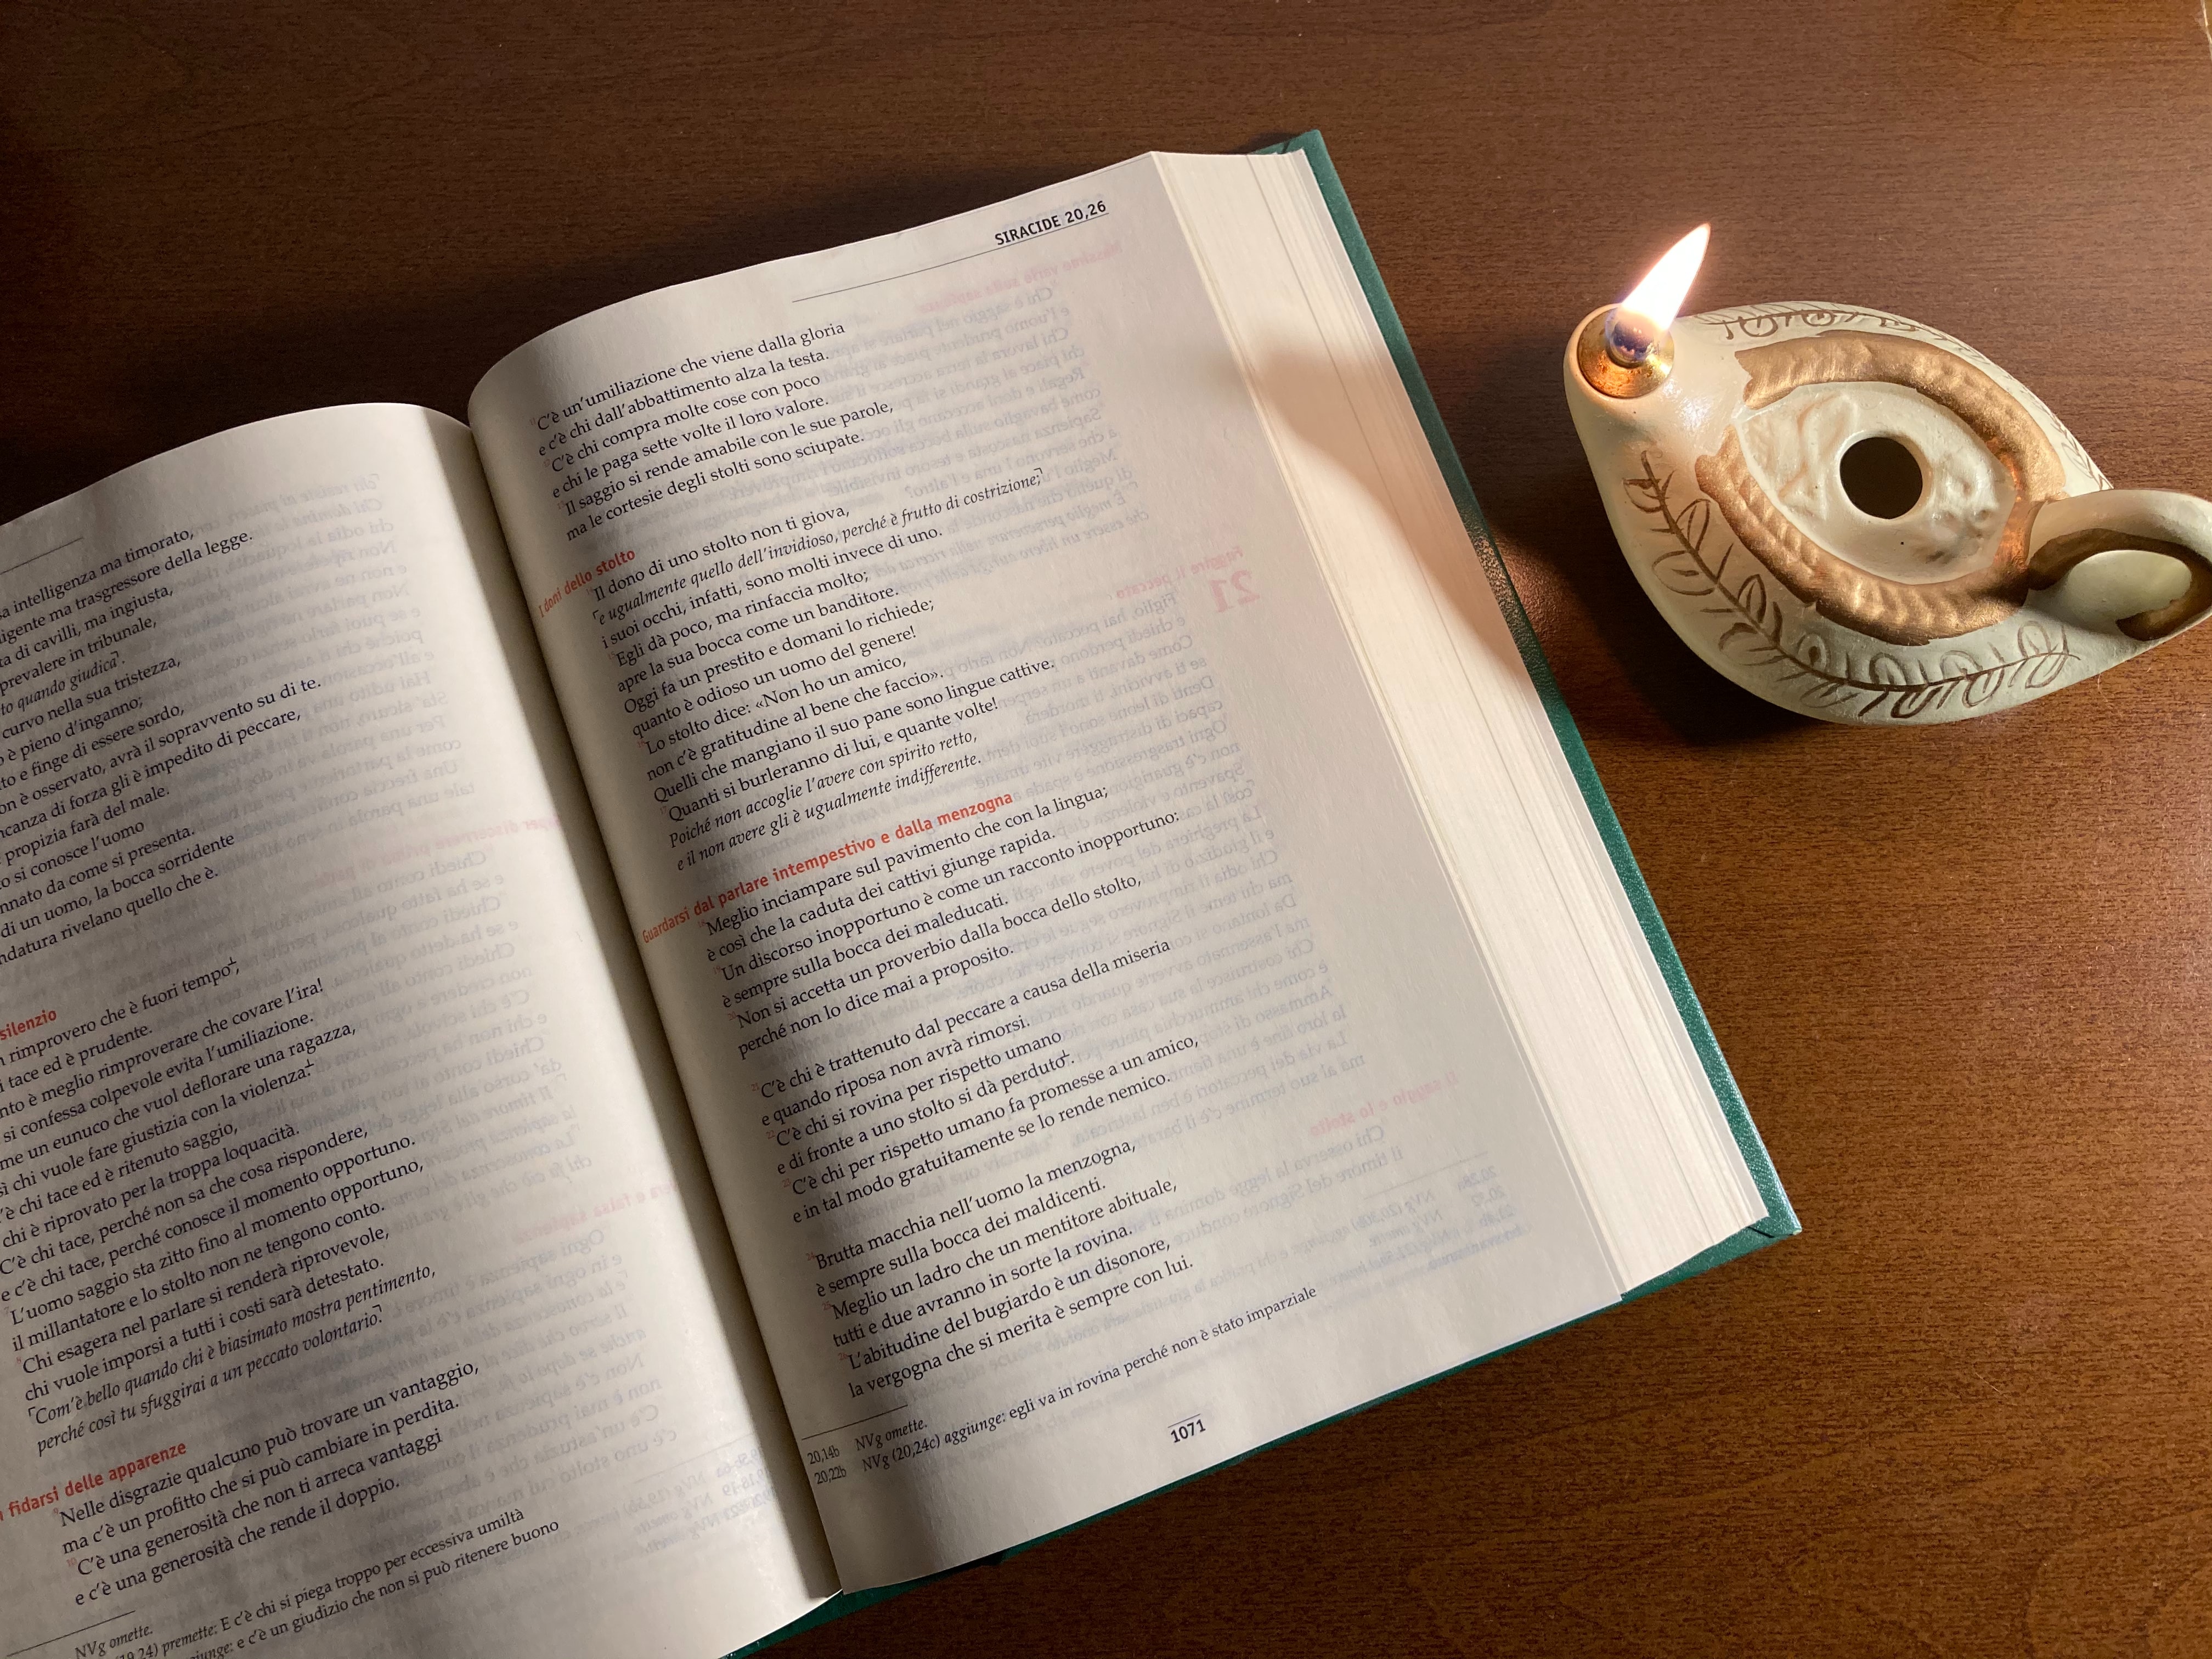 sa intelligenza ma timorato,
ligente ma trasgressore della legge.
ta di cavilli, ma ingiusta,
prevalere in tribunale,
to quando giudica⌝.
curvo nella sua tristezza,
è pieno d'inganno;
to e finge di essere sordo,
on è osservato, avrà il sopravvento su di te.
ncanza di forza gli è impedito di peccare,
propizia farà del male.
o si conosce l'uomo
nnato da come si presenta.
di un uomo, la bocca sorridente
ndatura rivelano quello che è.
silenzio
n rimprovero che è fuori tempo⊥,
i tace ed è prudente.
nto è meglio rimproverare che covare l'ira!
si confessa colpevole evita l'umiliazione.
me un eunuco che vuol deflorare una ragazza,
sì chi vuole fare giustizia con la violenza⊥.
C'è chi tace ed è ritenuto saggio,
chi è riprovato per la troppa loquacità.
C'è chi tace, perché non sa che cosa rispondere,
e c'è chi tace, perché conosce il momento opportuno.
7L'uomo saggio sta zitto fino al momento opportuno,
il millantatore e lo stolto non ne tengono conto.
8Chi esagera nel parlare si renderà riprovevole,
chi vuole imporsi a tutti i costi sarà detestato.
⌜Com'è bello quando chi è biasimato mostra pentimento,
perché così tu sfuggirai a un peccato volontario⌝.
fidarsi delle apparenze
9Nelle disgrazie qualcuno può trovare un vantaggio,
ma c'è un profitto che si può cambiare in perdita.
10C'è una generosità che non ti arreca vantaggi
e c'è una generosità che rende il doppio.
NVg omette.
(19,24) premette: E c'è chi si piega troppo per eccessiva umiltà
aggiunge: e c'è un giudizio che non si può ritenere buono
SIRACIDE 20,26
11C'è un'umiliazione che viene dalla gloria
e c'è chi dall'abbattimento alza la testa.
12C'è chi compra molte cose con poco
e chi le paga sette volte il loro valore.
13Il saggio si rende amabile con le sue parole,
ma le cortesie degli stolti sono sciupate.
I doni dello stolto
14Il dono di uno stolto non ti giova,
⌜e ugualmente quello dell'invidioso, perché è frutto di costrizione;⌝
i suoi occhi, infatti, sono molti invece di uno.
15Egli dà poco, ma rinfaccia molto;
apre la sua bocca come un banditore.
Oggi fa un prestito e domani lo richiede;
quanto è odioso un uomo del genere!
16Lo stolto dice: «Non ho un amico,
non c'è gratitudine al bene che faccio».
Quelli che mangiano il suo pane sono lingue cattive.
17Quanti si burleranno di lui, e quante volte!
Poiché non accoglie l'avere con spirito retto,
e il non avere gli è ugualmente indifferente.
Guardarsi dal parlare intempestivo e dalla menzogna
18Meglio inciampare sul pavimento che con la lingua;
è così che la caduta dei cattivi giunge rapida.
19Un discorso inopportuno è come un racconto inopportuno:
è sempre sulla bocca dei maleducati.
20Non si accetta un proverbio dalla bocca dello stolto,
perché non lo dice mai a proposito.
21C'è chi è trattenuto dal peccare a causa della miseria
e quando riposa non avrà rimorsi.
22C'è chi si rovina per rispetto umano
e di fronte a uno stolto si dà perduto⊥.
23C'è chi per rispetto umano fa promesse a un amico,
e in tal modo gratuitamente se lo rende nemico.
24Brutta macchia nell'uomo la menzogna,
è sempre sulla bocca dei maldicenti.
25Meglio un ladro che un mentitore abituale,
tutti e due avranno in sorte la rovina.
26L'abitudine del bugiardo è un disonore,
la vergogna che si merita è sempre con lui.
20,14b NVg omette.
20,22b NVg (20,24c) aggiunge: egli va in rovina perché non è stato imparziale
1071